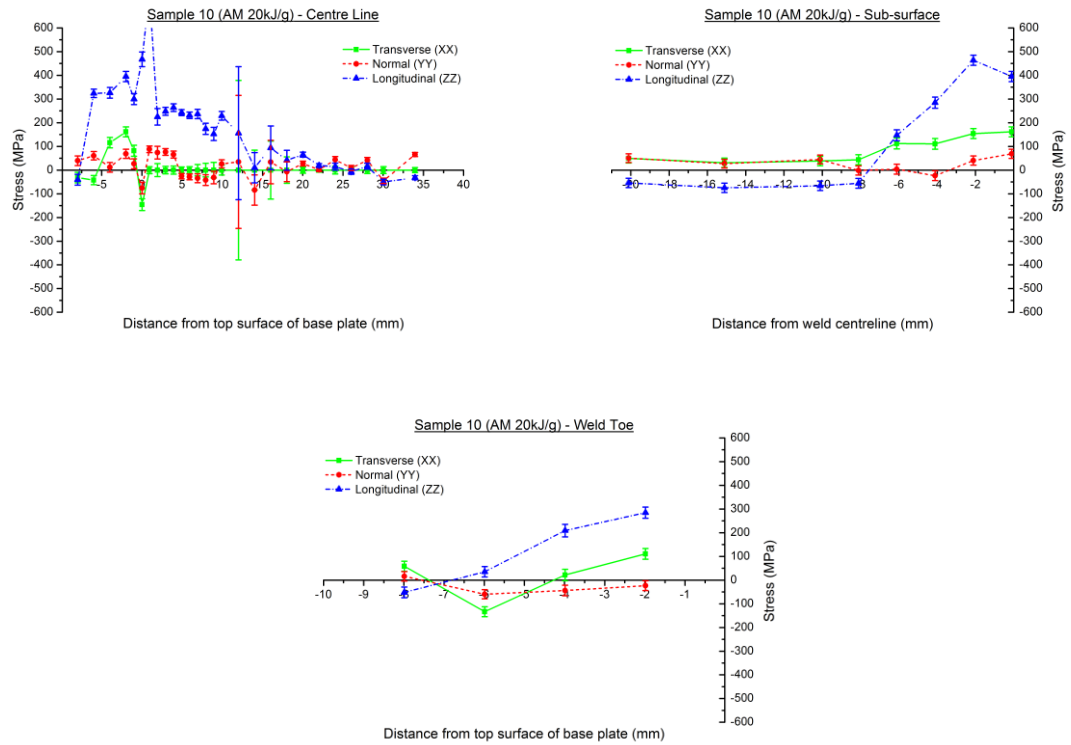 Sample 10 (AM 20kJ/g) - Centre Line
600
500
400
300
200
100
0
-100
-200
-300
-400
-500
-600
Stress (MPa)
Transverse (XX)
Normal (YY)
Longitudinal (ZZ)
-5 5 10 15 20 25 30 35 40
Distance from top surface of base plate (mm)
Sample 10 (AM 20kJ/g) - Sub-surface
Transverse (XX)
Normal (YY)
Longitudinal (ZZ)
600
500
400
300
200
100
0
-100
-200
-300
-400
-500
-600
Stress (MPa)
-20 -18 -16 -14 -12 -10 -8 -6 -4 -2
Distance from weld centreline (mm)
Sample 10 (AM 20kJ/g) - Weld Toe
Transverse (XX)
Normal (YY)
Longitudinal (ZZ)
600
500
400
300
200
100
0
-100
-200
-300
-400
-500
-600
Stress (MPa)
-10 -9 -8 -7 -6 -5 -4 -3 -2 -1
Distance from top surface of base plate (mm)